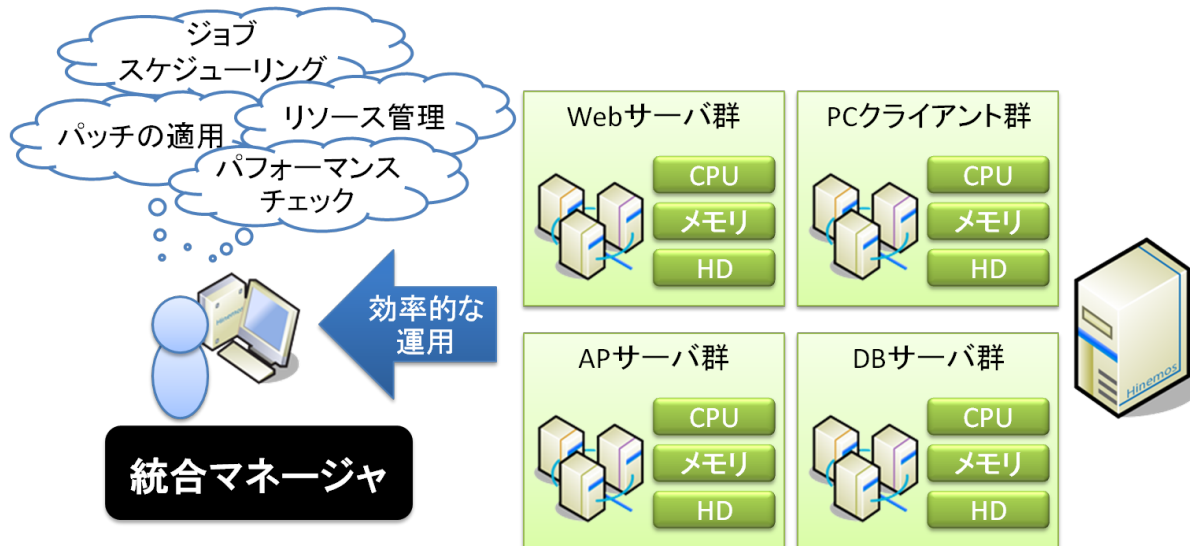 ジョブ
スケジューリング
リソース管理
パッチの適用
パフォーマンス
チェック
Hinemos
効率的な
運用
統合マネージャ
Webサーバ群
CPU
メモリ
HD
PCクライアント群
CPU
メモリ
HD
APサーバ群
CPU
メモリ
HD
DBサーバ群
CPU
メモリ
HD
Hinemos